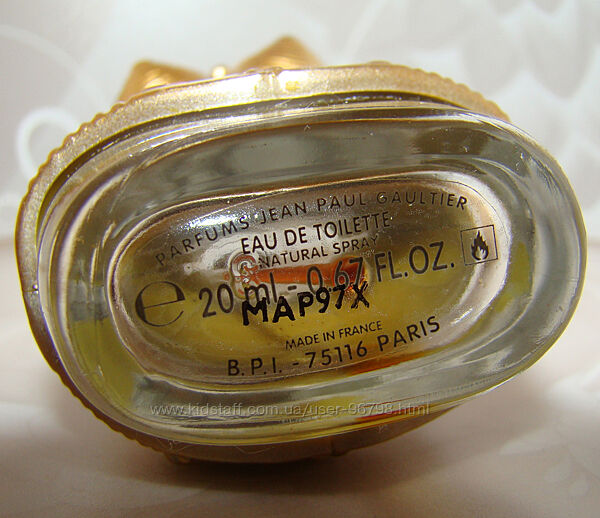 PARFUMS JEAN PAUL GAULTIER
EAU DE TOILETTE
NATURAL SPRAY
e 20 ml - 0.67 FL.OZ.
MAP97X
MADE IN FRANCE
B.P.I. - 75116 PARIS
www.kidstaff.com.ua/user-96798.html